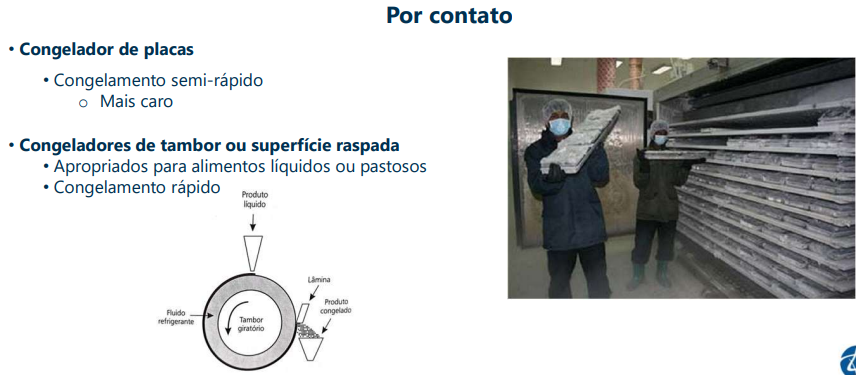 Por contato
• Congelador de placas
• Congelamento semi-rápido
o Mais caro
• Congeladores de tambor ou superfície raspada
• Apropriados para alimentos líquidos ou pastosos
• Congelamento rápido
Produto
líquido
Lâmina
Produto
congelado
Fluido
refrigerante
Tambor
giratório